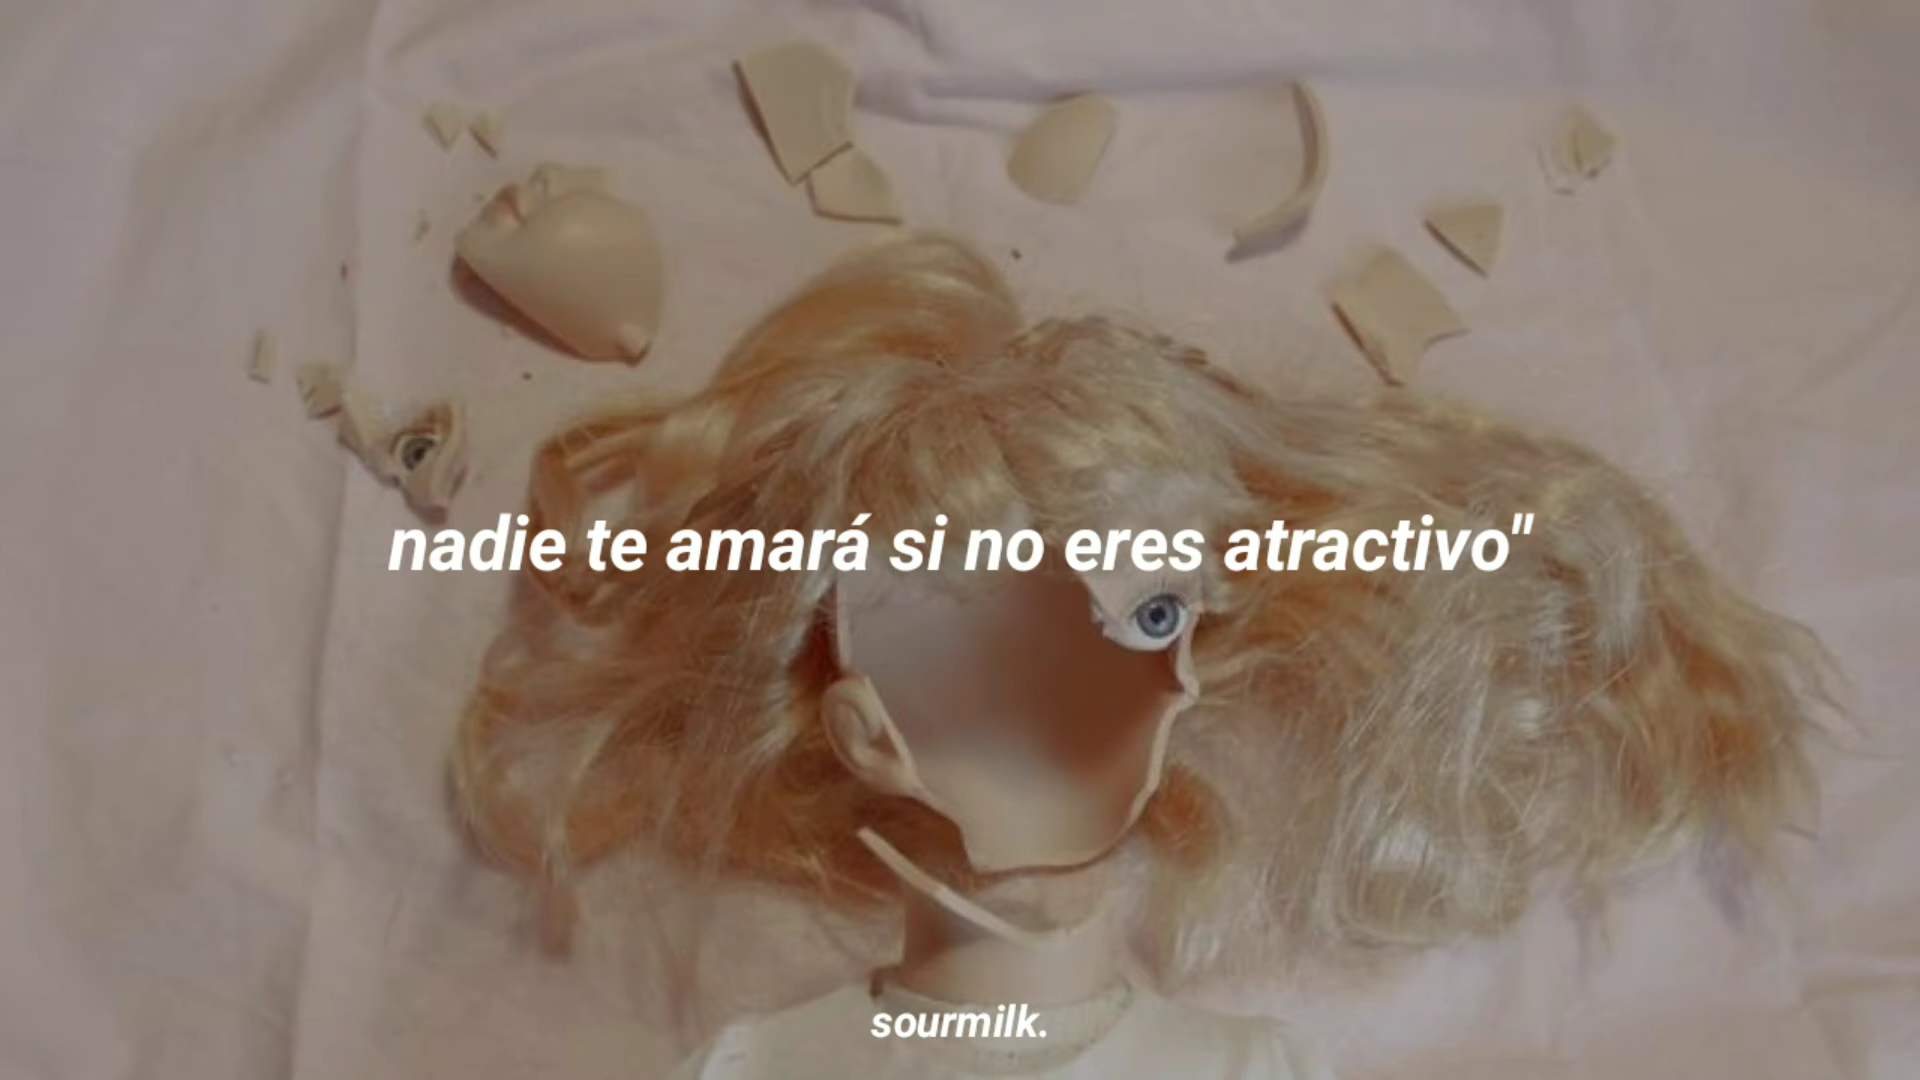 nadie te amará si no eres atractivo"
sourmilk.